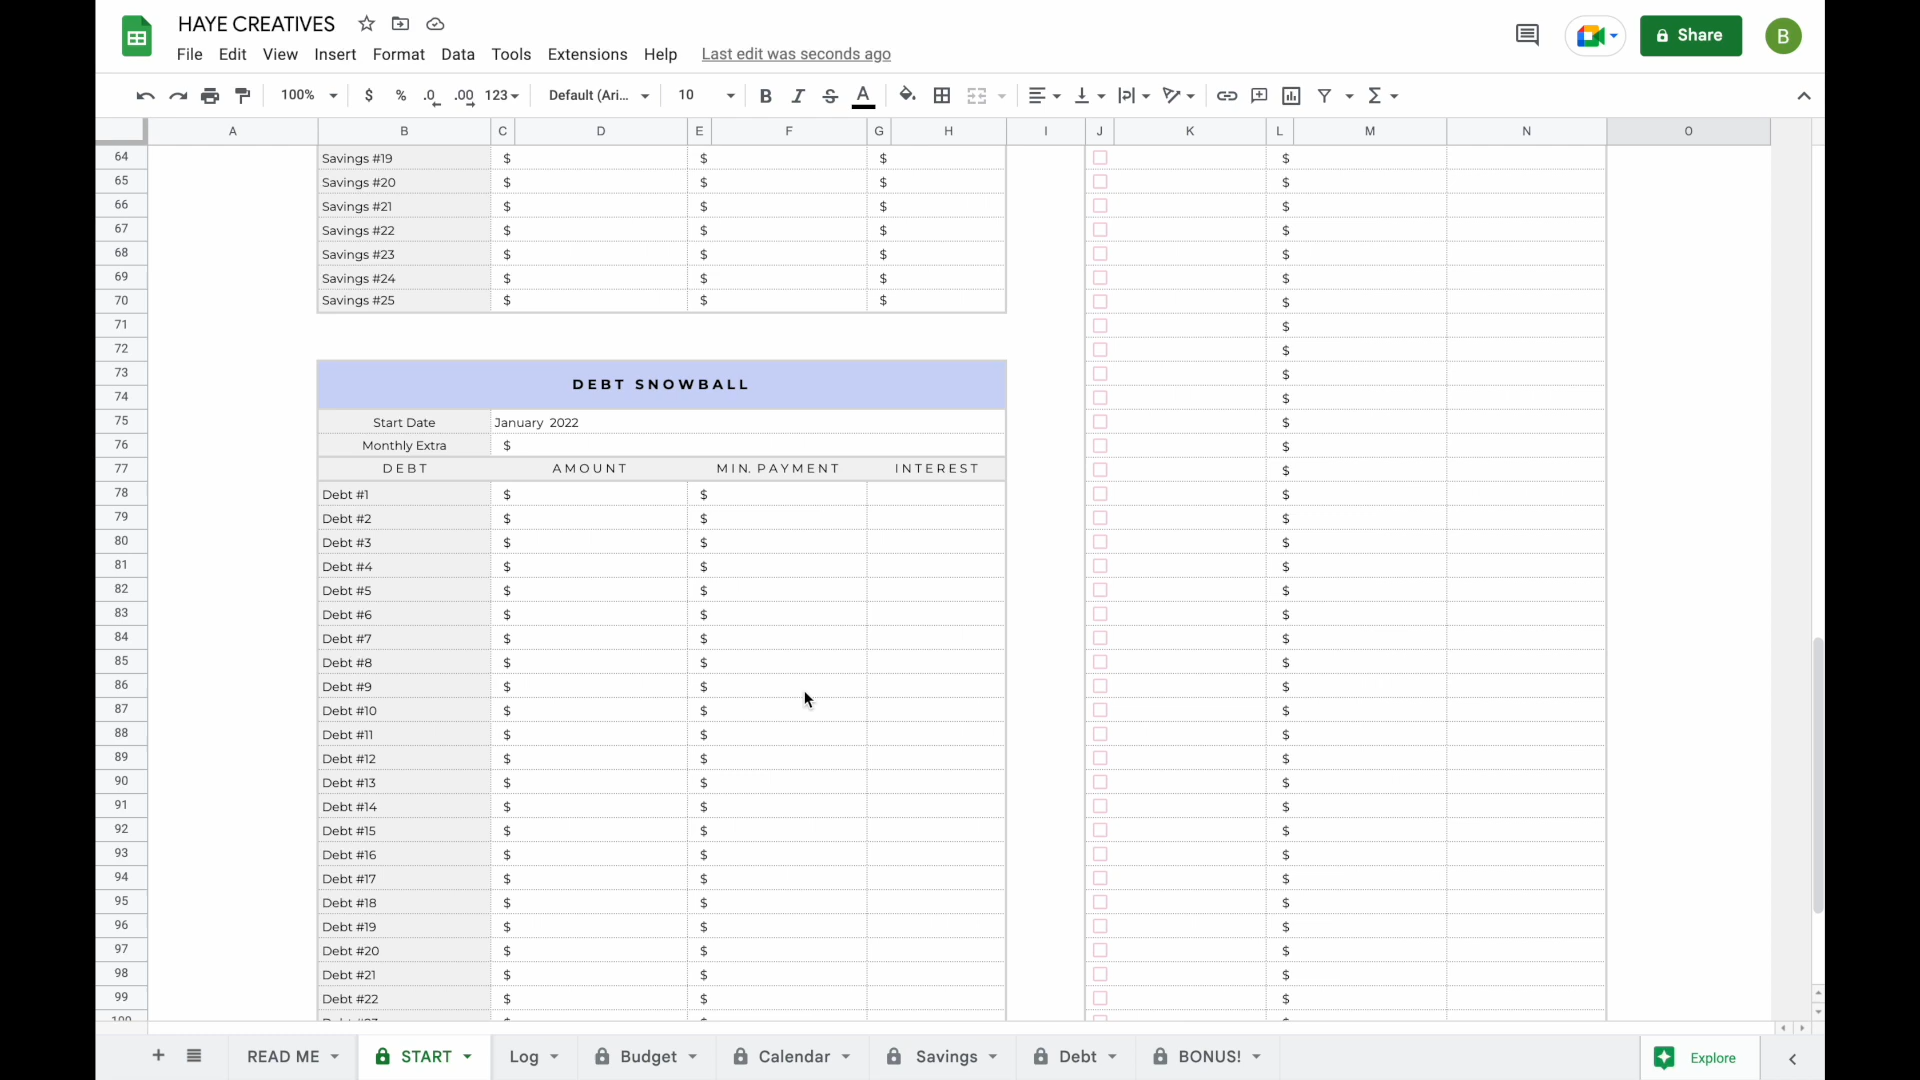 HAYE CREATIVES
File Edit View Insert Format Data Tools Extensions Help Last edit was seconds ago
Share
B
100% $ % .0 .00 123 Default (Ari... 10 B I S A
A B C D E F G H I J K L M N O
64 Savings #19 $ $ $ $
65 Savings #20 $ $ $ $
66 Savings #21 $ $ $ $
67 Savings #22 $ $ $ $
68 Savings #23 $ $ $ $
69 Savings #24 $ $ $ $
70 Savings #25 $ $ $ $
71 $
72 $
73 $
DEBT SNOWBALL
74 $
75 Start Date January 2022 $
76 Monthly Extra $ $
77 DEBT AMOUNT MIN. PAYMENT INTEREST $
78 Debt #1 $ $ $
79 Debt #2 $ $ $
80 Debt #3 $ $ $
81 Debt #4 $ $ $
82 Debt #5 $ $ $
83 Debt #6 $ $ $
84 Debt #7 $ $ $
85 Debt #8 $ $ $
86 Debt #9 $ $ $
87 Debt #10 $ $ $
88 Debt #11 $ $ $
89 Debt #12 $ $ $
90 Debt #13 $ $ $
91 Debt #14 $ $ $
92 Debt #15 $ $ $
93 Debt #16 $ $ $
94 Debt #17 $ $ $
95 Debt #18 $ $ $
96 Debt #19 $ $ $
97 Debt #20 $ $ $
98 Debt #21 $ $ $
99 Debt #22 $ $ $
READ ME START Log Budget Calendar Savings Debt BONUS! Explore